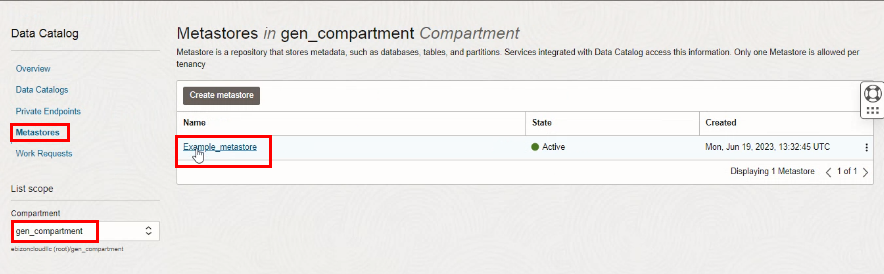 Data Catalog
Overview
Data Catalogs
Private Endpoints
Metastores
Work Requests
List scope
Compartment
gen_compartment
ebizoncloudllc (root)/gen_compartment
Metastores in gen_compartment Compartment
Metastore is a repository that stores metadata, such as databases, tables, and partitions. Services integrated with Data Catalog access this information. Only one Metastore is allowed per
tenancy
Create metastore
Name State Created
Example_metastore Active Mon, Jun 19, 2023, 13:32:45 UTC
Displaying 1 Metastore 1 of 1